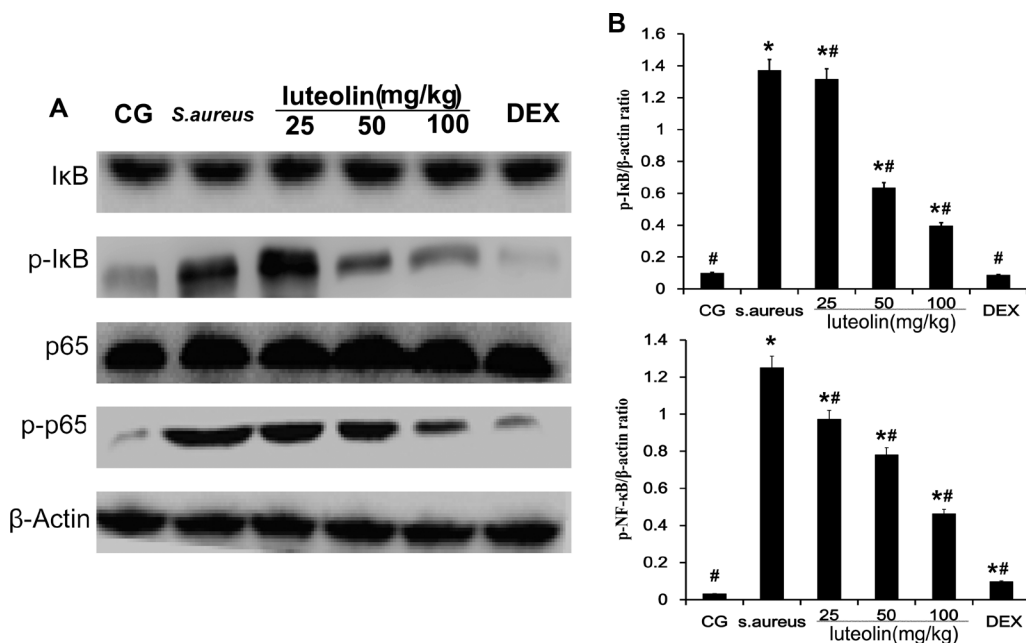 A
CG S.aureus luteolin(mg/kg) DEX
25 50 100
IκB
p-IκB
p65
p-p65
β-Actin
B
p-IκB/β-actin ratio
1.6
1.4
1.2
1
0.8
0.6
0.4
0.2
0
# * *# *# *# #
CG s.aureus 25 50 100 DEX
luteolin(mg/kg)
p-NF-κB/β-actin ratio
1.4
1.2
1
0.8
0.6
0.4
0.2
0
# * *# *# *# *#
CG s.aureus 25 50 100 DEX
luteolin(mg/kg)